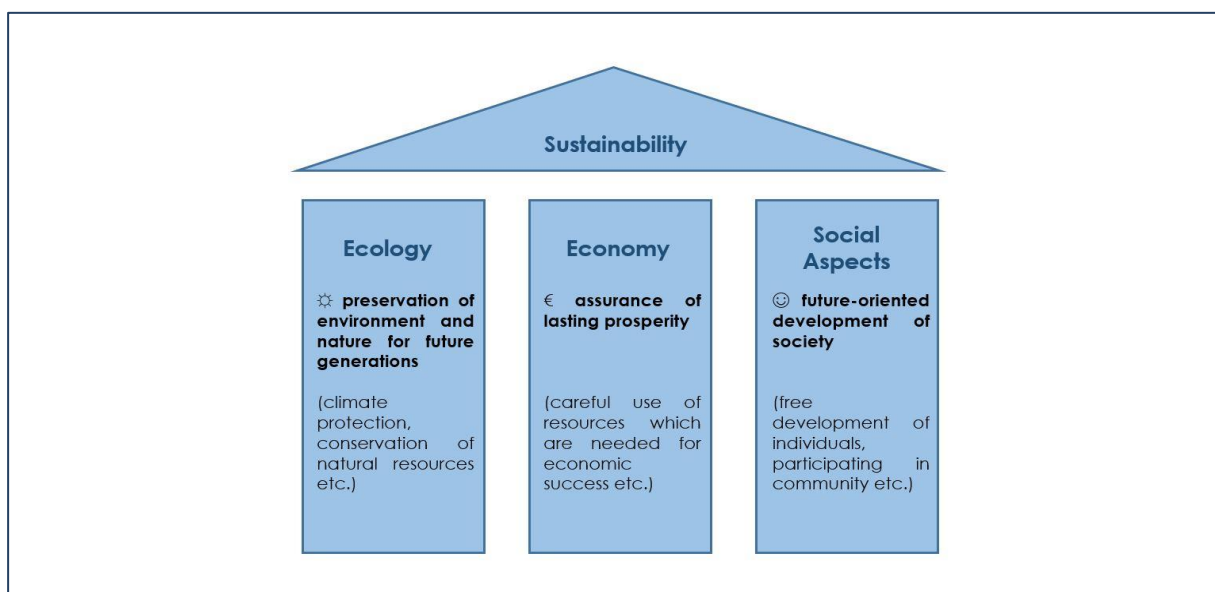 Sustainability
Ecology
☼ preservation of
environment and
nature for future
generations
(climate
protection,
conservation of
natural resources
etc.)
Economy
€ assurance of
lasting prosperity
(careful use of
resources which
are needed for
economic
success etc.)
Social
Aspects
☺ future-oriented
development of
society
(free
development of
individuals,
participating in
community etc.)